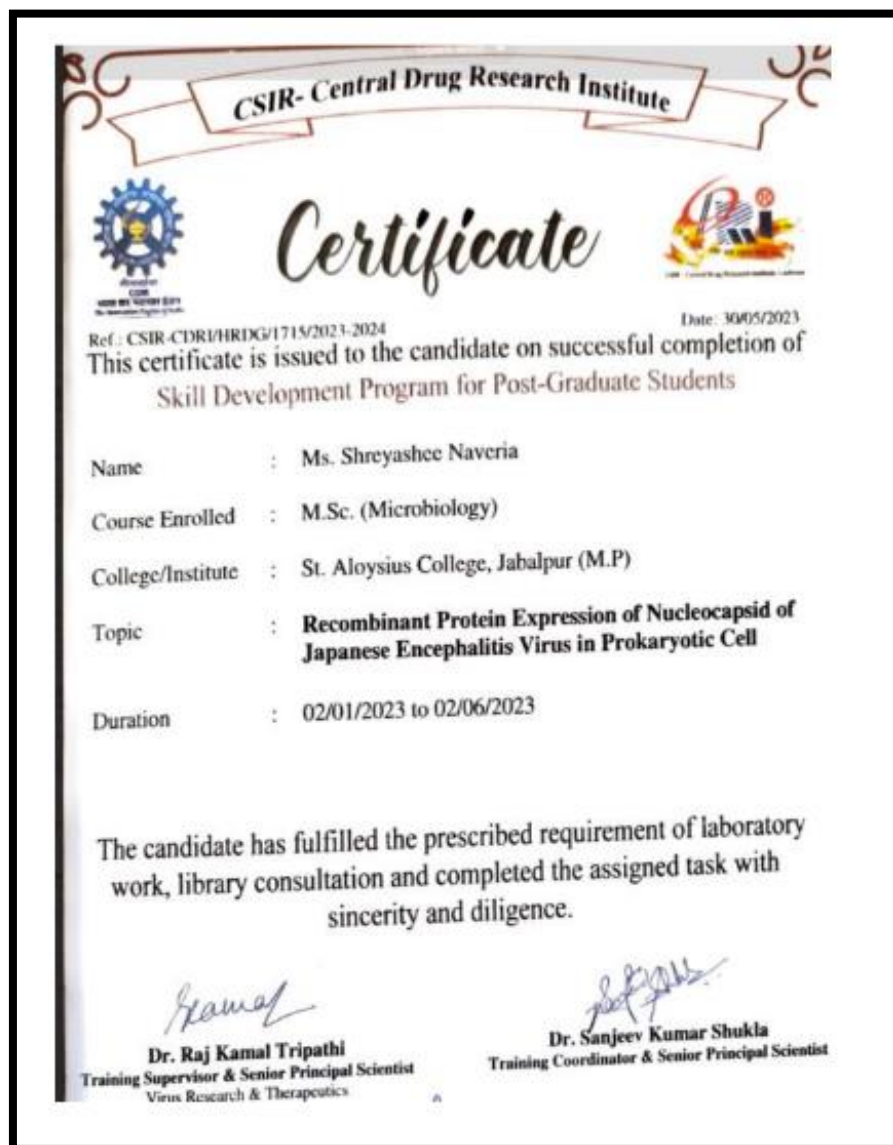 CSIR- Central Drug Research Institute
Certificate
CSIR
Ref.: CSIR-CDRI/HRDG/1715/2023-2024
Date: 30/05/2023
This certificate is issued to the candidate on successful completion of
Skill Development Program for Post-Graduate Students
Name : Ms. Shreyashee Naveria
Course Enrolled : M.Sc. (Microbiology)
College/Institute : St. Aloysius College, Jabalpur (M.P)
Topic : Recombinant Protein Expression of Nucleocapsid of
Japanese Encephalitis Virus in Prokaryotic Cell
Duration : 02/01/2023 to 02/06/2023
The candidate has fulfilled the prescribed requirement of laboratory
work, library consultation and completed the assigned task with
sincerity and diligence.
Dr. Raj Kamal Tripathi
Training Supervisor & Senior Principal Scientist
Virus Research & Therapeutics
Dr. Sanjeev Kumar Shukla
Training Coordinator & Senior Principal Scientist